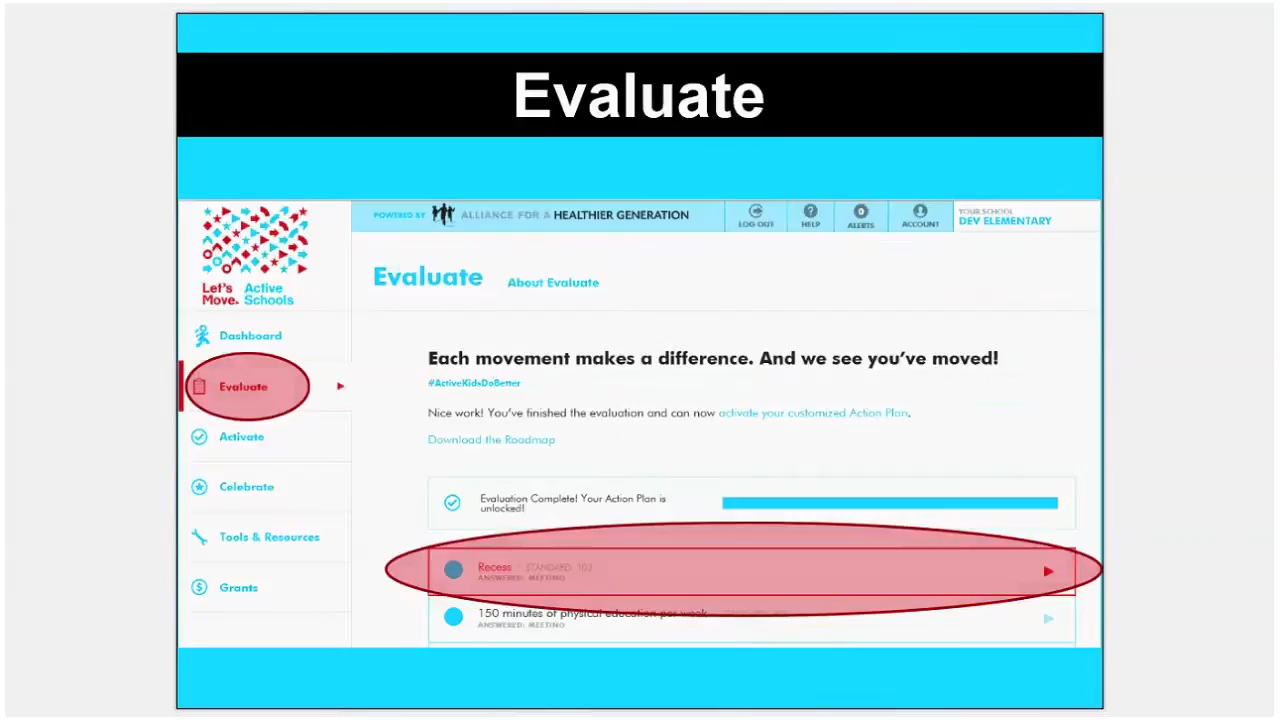 Evaluate
POWERED BY ALLIANCE FOR A HEALTHIER GENERATION
LOG OUT
HELP
ALERTS
ACCOUNT
YOUR SCHOOL
DEV ELEMENTARY
Let's Active
Move. Schools
Evaluate About Evaluate
Dashboard
Evaluate
Activate
Celebrate
Tools & Resources
Grants
Each movement makes a difference. And we see you've moved!
#ActiveKidsDoBetter
Nice work! You've finished the evaluation and can now activate your customized Action Plan.
Download the Roadmap
Evaluation Complete! Your Action Plan is
unlocked!
Recess STANDARD 102
ANSWERED: MEETING
150 minutes of physical education per week
ANSWERED: MEETING